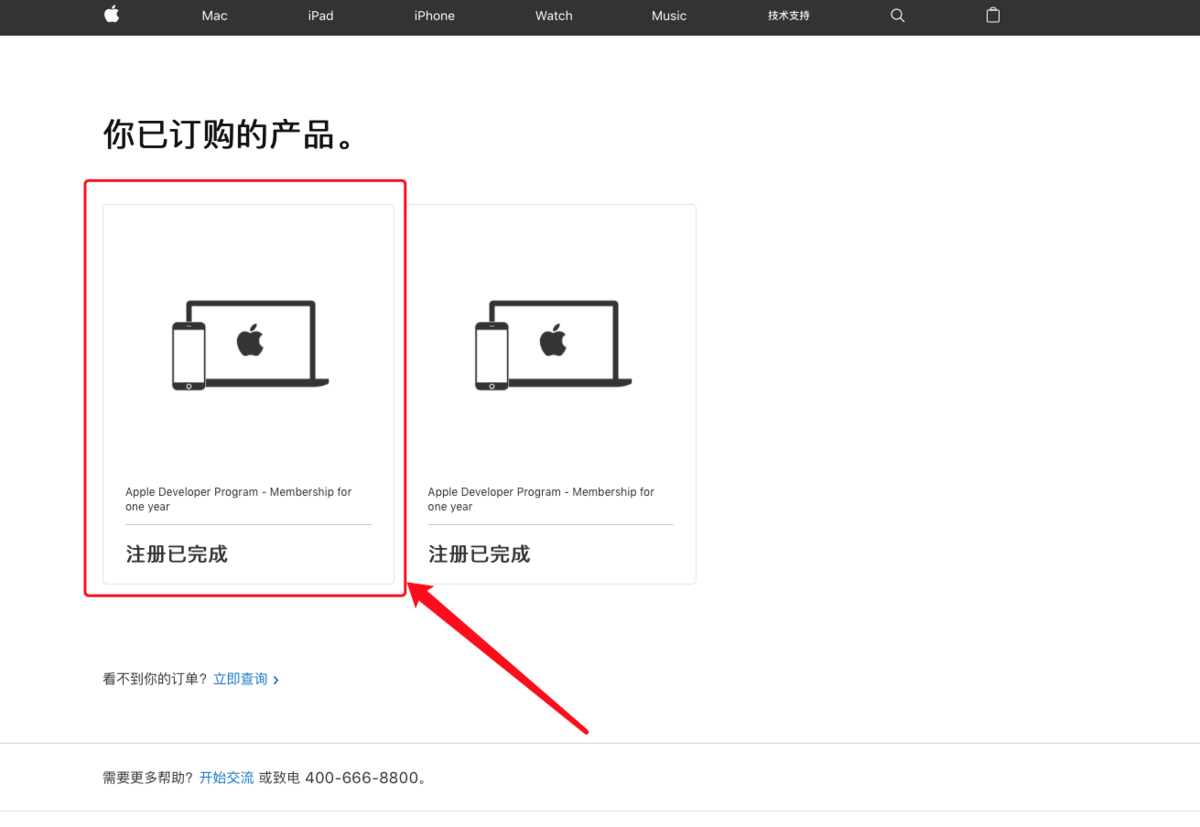 Mac iPad iPhone Watch Music 技术支持
你已订购的产品。
Apple Developer Program - Membership for
one year
注册已完成
Apple Developer Program - Membership for
one year
注册已完成
看不到你的订单？立即查询 ›
需要更多帮助？开始交流 或致电 400-666-8800。